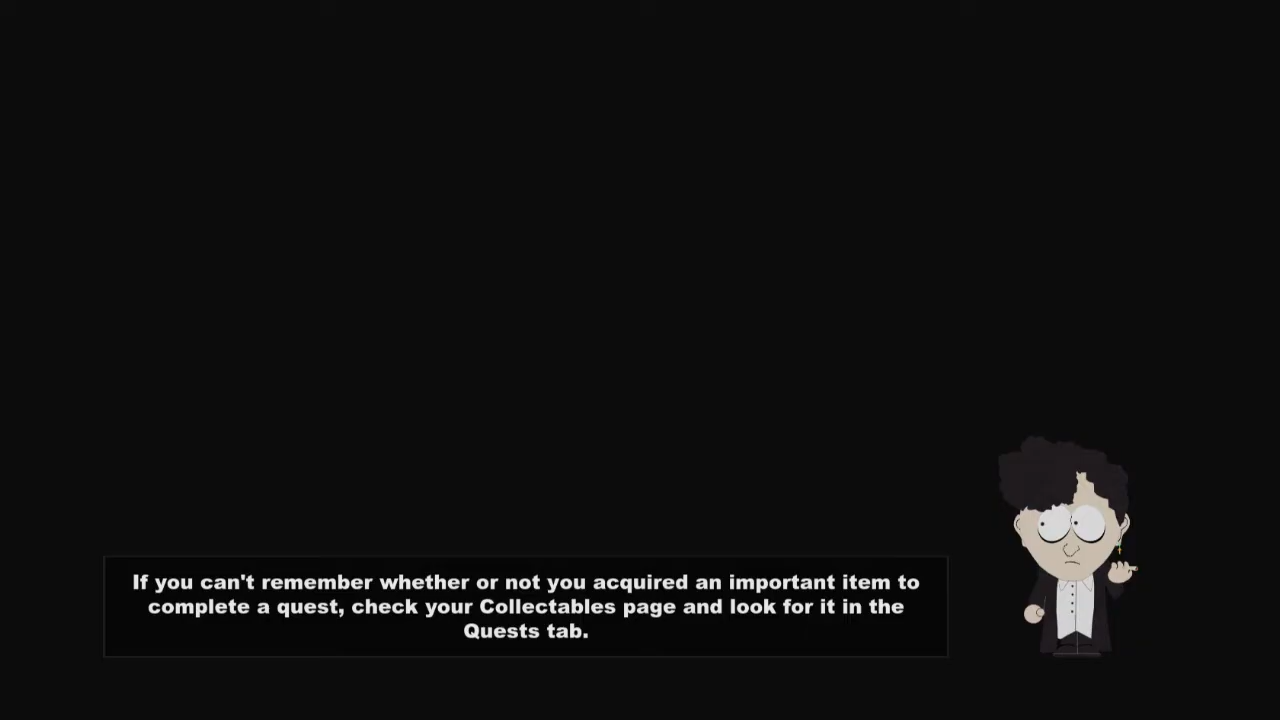 If you can't remember whether or not you acquired an important item to
complete a quest, check your Collectables page and look for it in the
Quests tab.